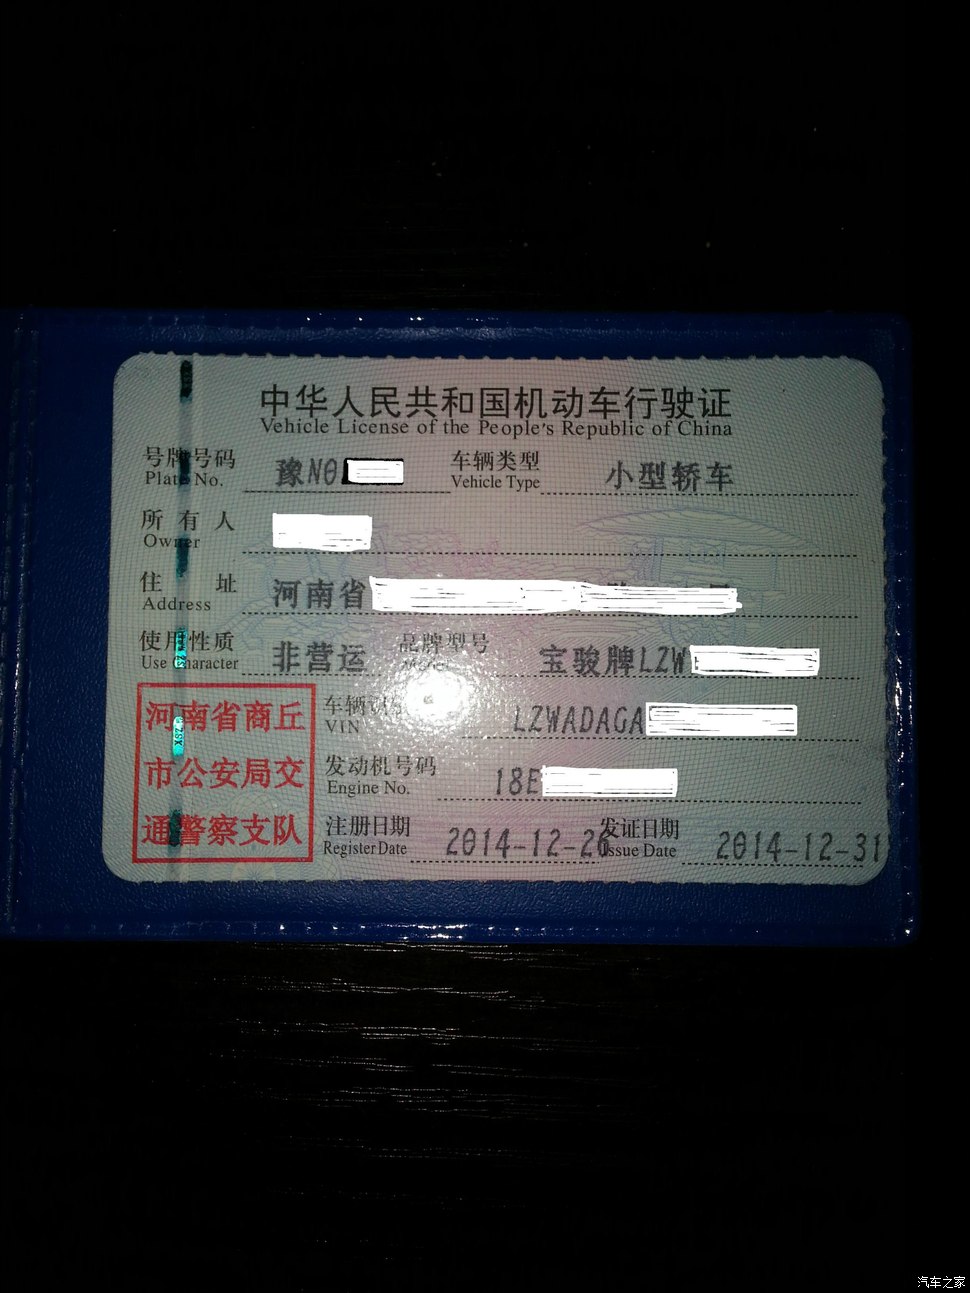 中华人民共和国机动车行驶证
Vehicle License of the People's Republic of China
号牌号码 豫N0 车辆类型 小型轿车
Plate No. Vehicle Type
所有人
Owner
住址 河南省
Address
使用性质 非营运 品牌型号 宝骏牌LZW
Use Character Model
车辆识 LZWADAGA
VIN
发动机号码 18E
Engine No.
注册日期 2014-12-26 发证日期 2014-12-31
Register Date Issue Date
河南省商丘
市公安局交
通警察支队
汽车之家